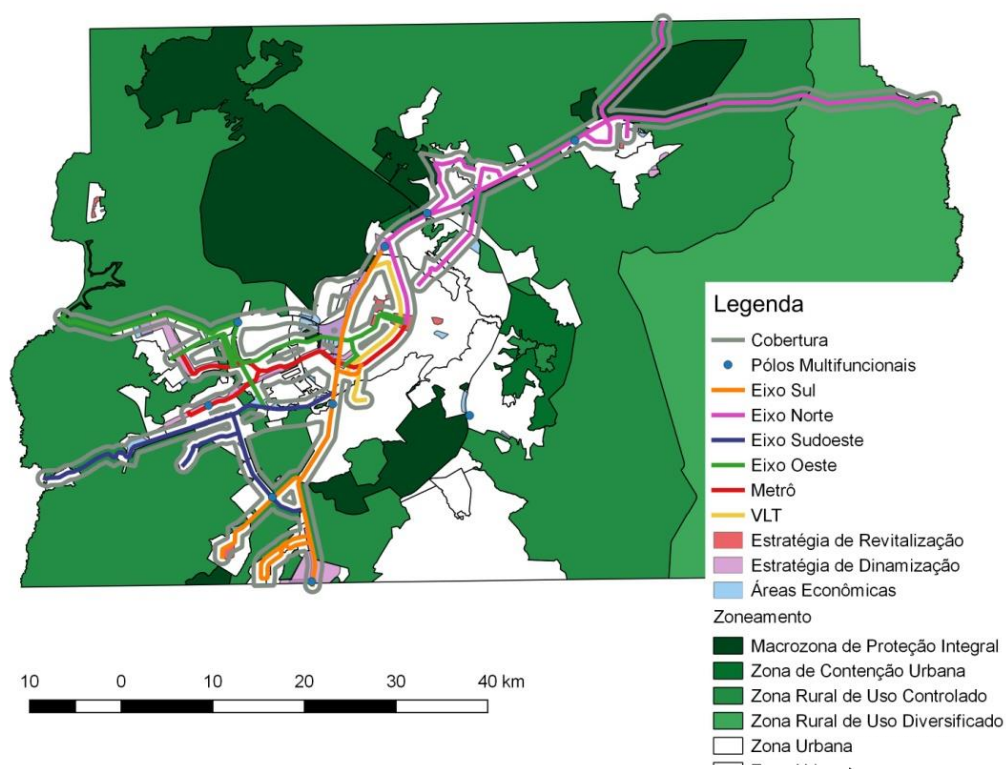 Legenda
Cobertura
Pólos Multifuncionais
Eixo Sul
Eixo Norte
Eixo Sudoeste
Eixo Oeste
Metrô
VLT
Estratégia de Revitalização
Estratégia de Dinamização
Áreas Econômicas
Zoneamento
Macrozona de Proteção Integral
Zona de Contenção Urbana
Zona Rural de Uso Controlado
Zona Rural de Uso Diversificado
Zona Urbana
10 0 10 20 30 40 km